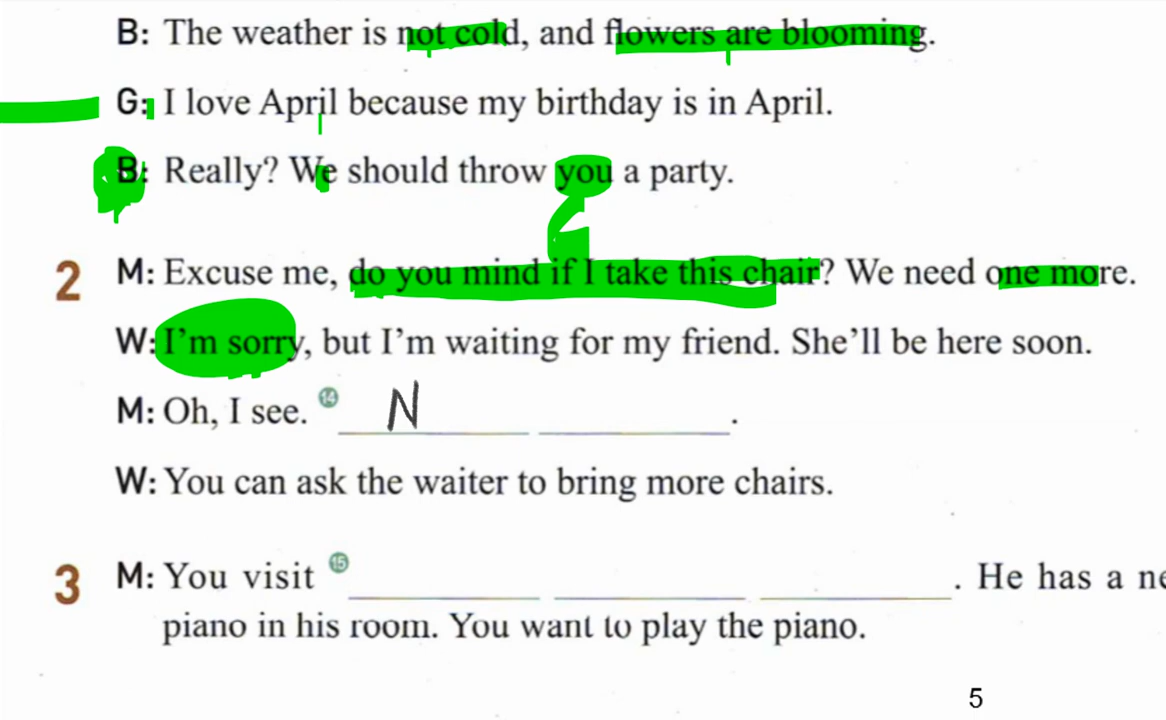 B: The weather is not cold, and flowers are blooming.
G: I love April because my birthday is in April.
B: Really? We should throw you a party.
2 M: Excuse me, do you mind if I take this chair? We need one more.
W: I'm sorry, but I'm waiting for my friend. She'll be here soon.
M: Oh, I see. 14 N .
W: You can ask the waiter to bring more chairs.
3 M: You visit 15 . He has a ne
piano in his room. You want to play the piano.
5